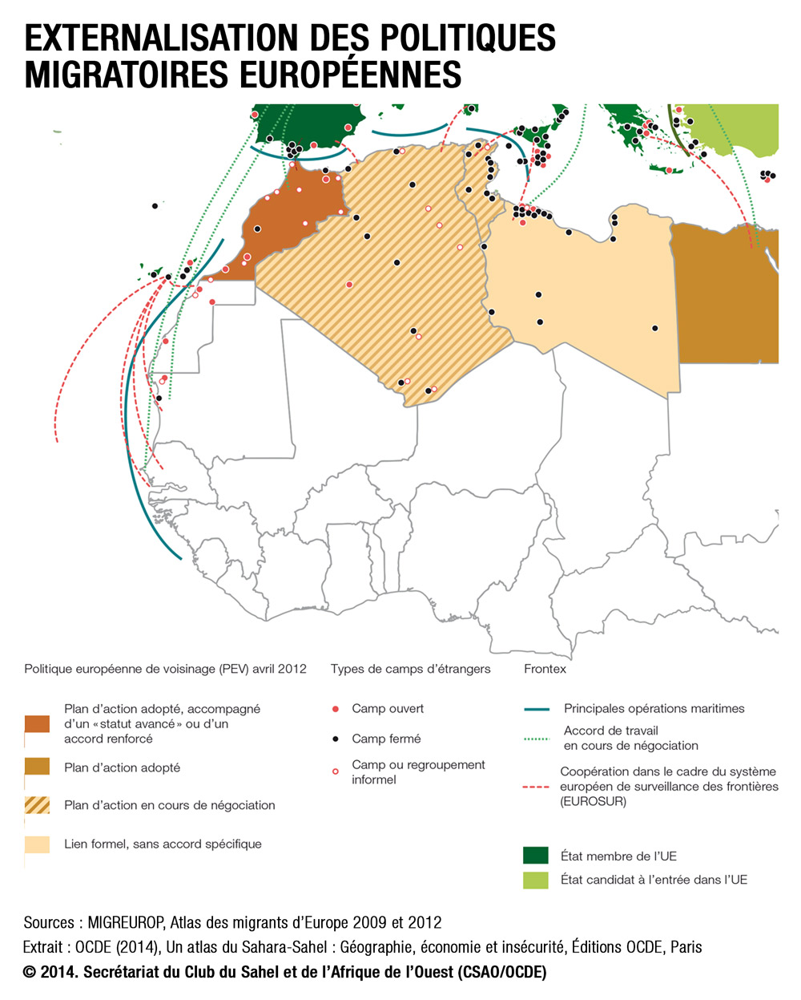 EXTERNALISATION DES POLITIQUES
MIGRATOIRES EUROPÉENNES
Politique européenne de voisinage (PEV) avril 2012
Plan d’action adopté, accompagné
d’un « statut avancé » ou d’un
accord renforcé
Plan d’action adopté
Plan d’action en cours de négociation
Lien formel, sans accord spécifique
Types de camps d’étrangers
Camp ouvert
Camp fermé
Camp ou regroupement
informel
Frontex
Principales opérations maritimes
Accord de travail
en cours de négociation
Coopération dans le cadre du système
européen de surveillance des frontières
(EUROSUR)
État membre de l’UE
État candidat à l’entrée dans l’UE
Sources : MIGREUROP, Atlas des migrants d’Europe 2009 et 2012
Extrait : OCDE (2014), Un atlas du Sahara-Sahel : Géographie, économie et insécurité, Éditions OCDE, Paris
© 2014. Secrétariat du Club du Sahel et de l’Afrique de l’Ouest (CSAO/OCDE)